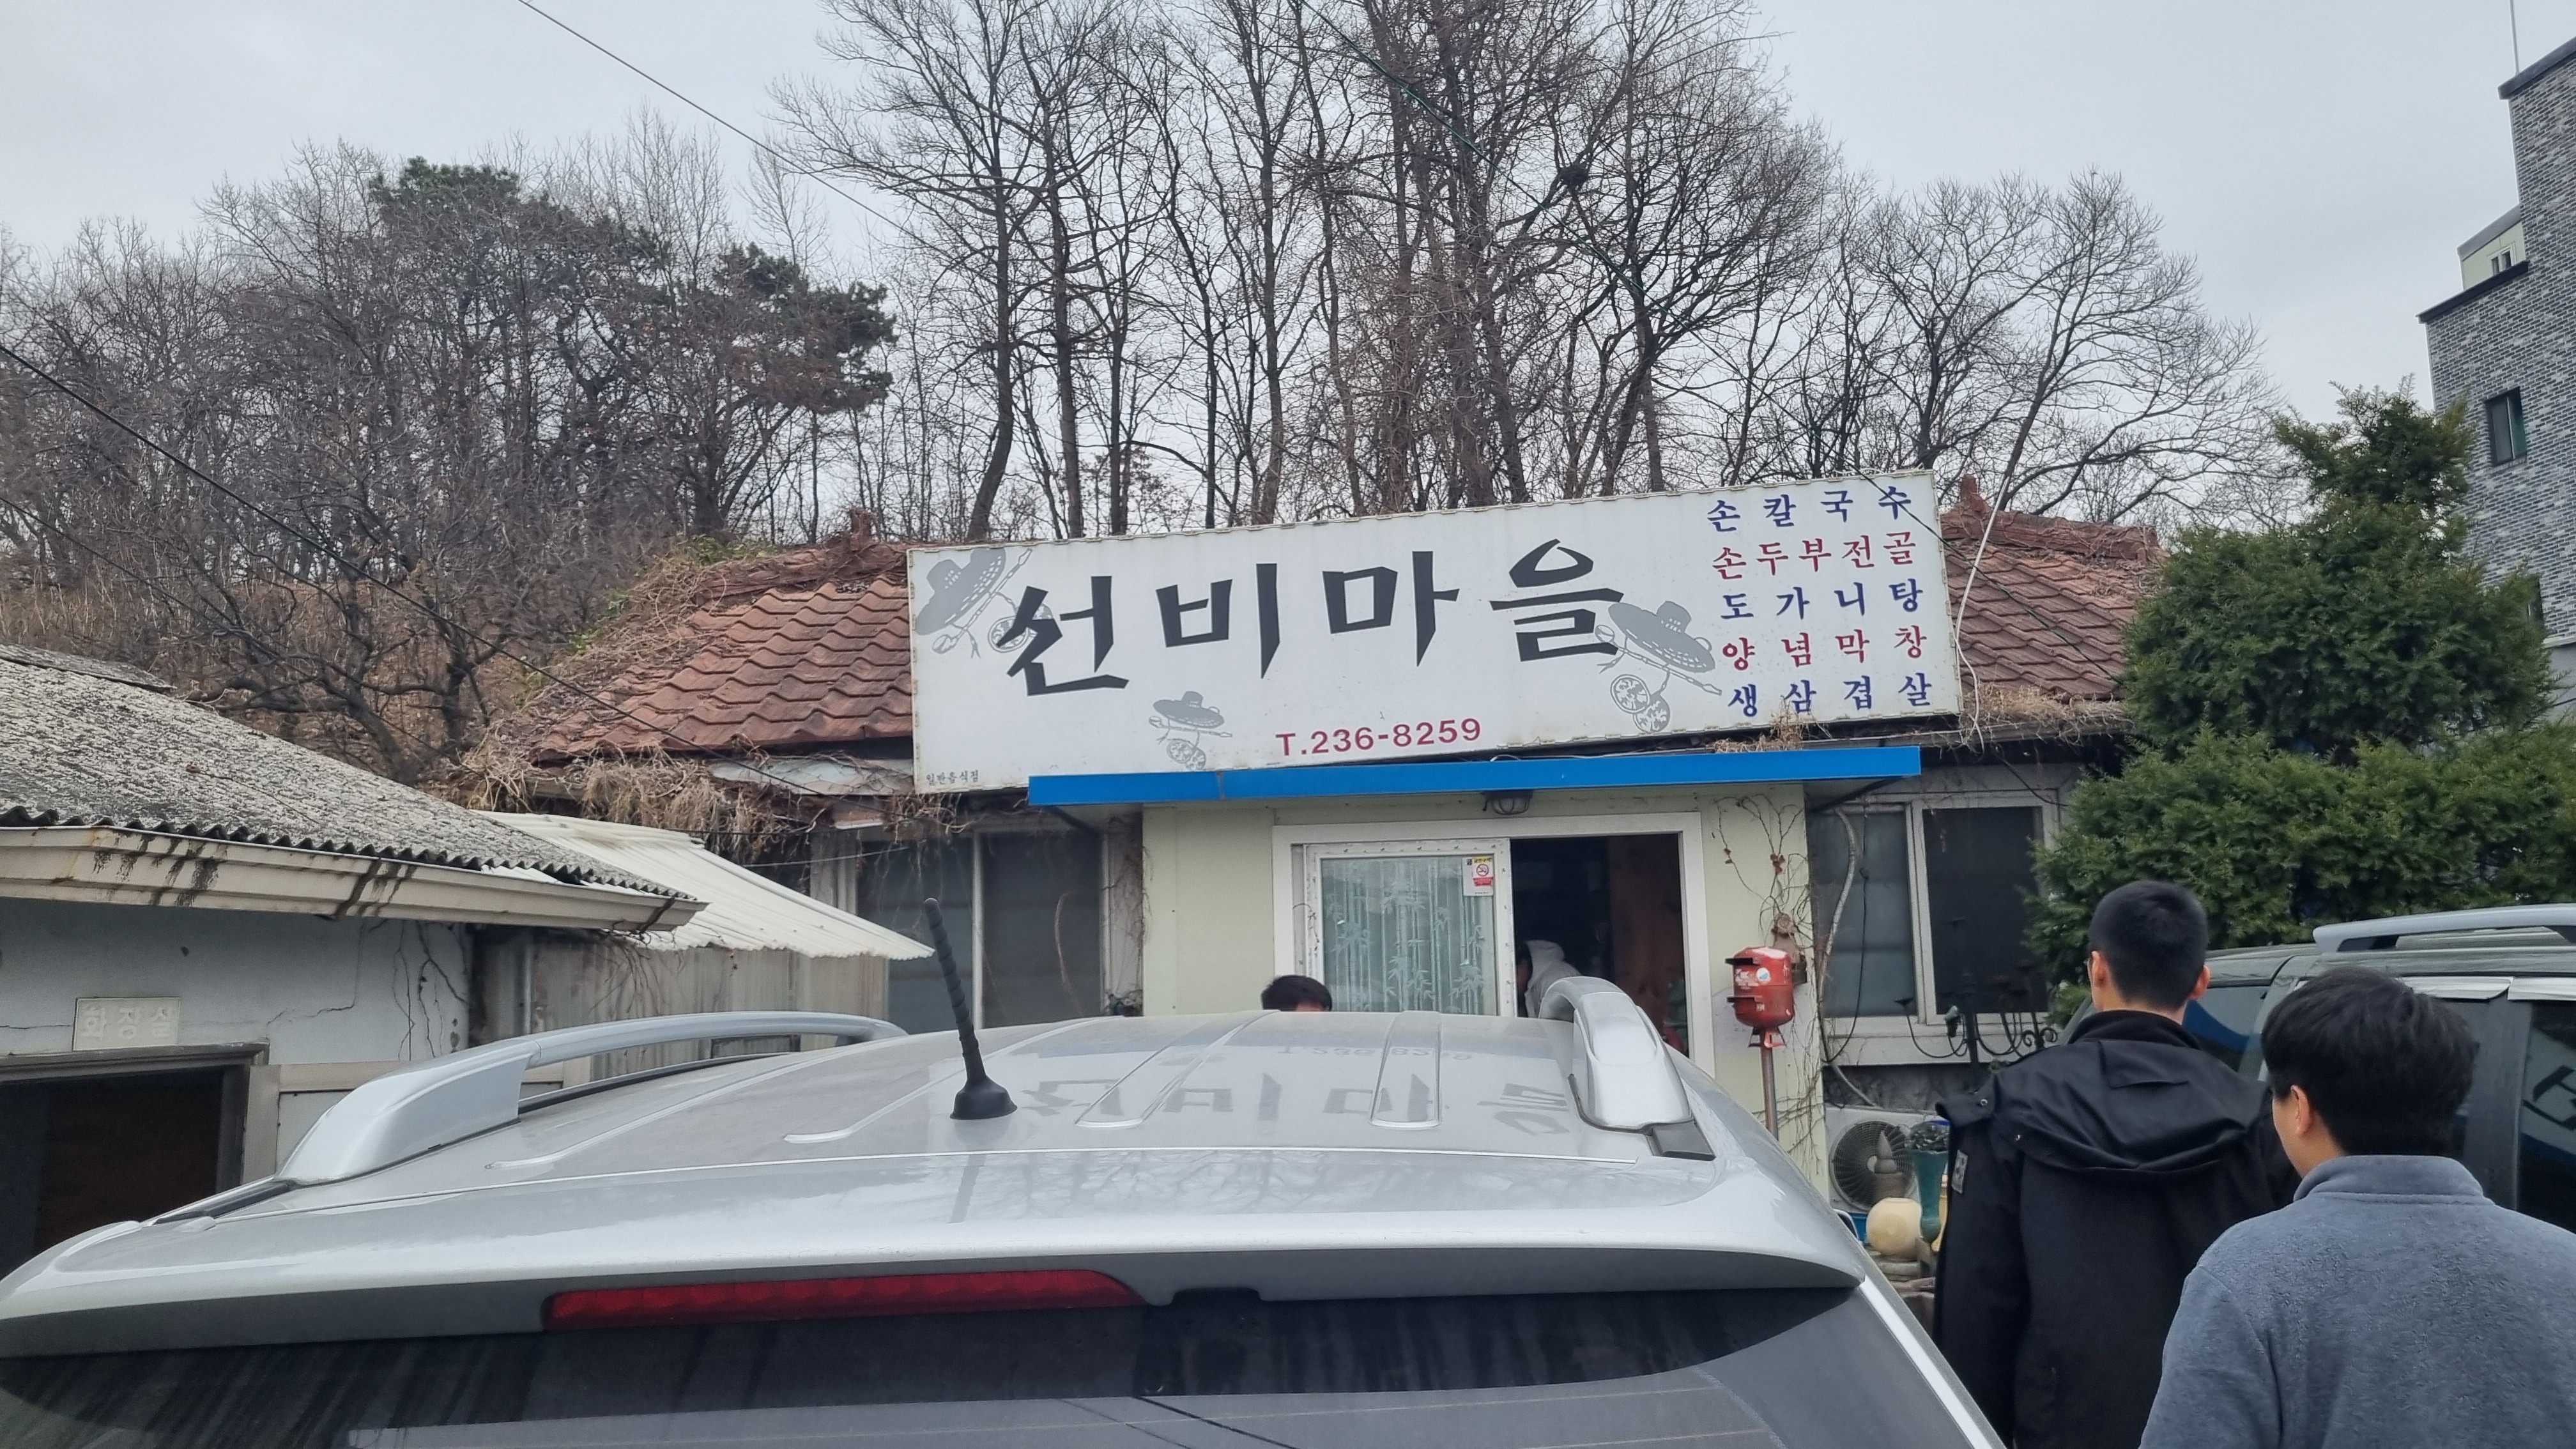 선비마을
T.236-8259
일반음식점
손칼국수
손두부전골
도가니탕
양념막창
생삼겹살
화장실